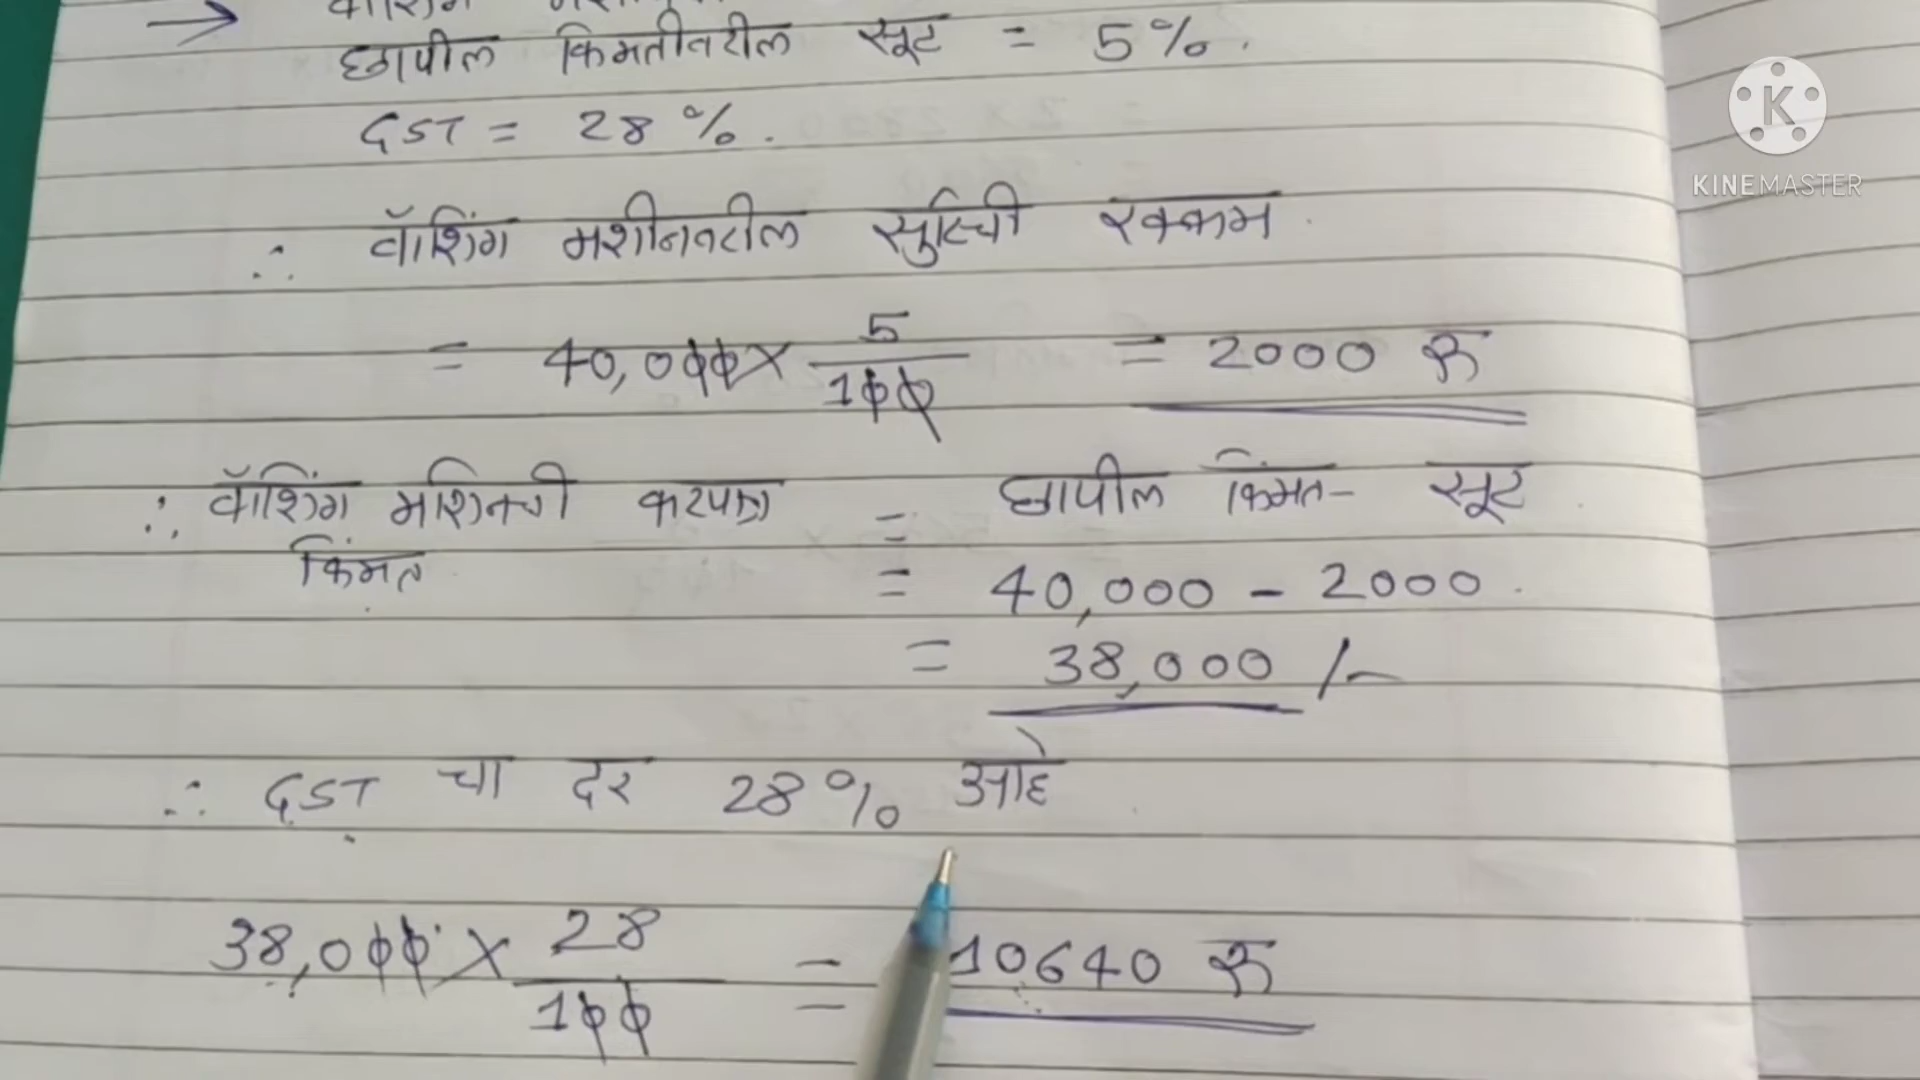 छापील किमतीवरील सूट = 5%.
GST = 28%.
∴ वॉशिंग मशीनवरील सुटिची रक्कम
= 40,000 × 5/100 = 2000 रू
∴ वॉशिंग मशिनची करपात्र = छापील किंमत - सूट
किंमत = 40,000 - 2000
= 38,000 /-
∴ GST चा दर 28% आहे
38,000 × 28/100 = 10640 रू
KINEMASTER